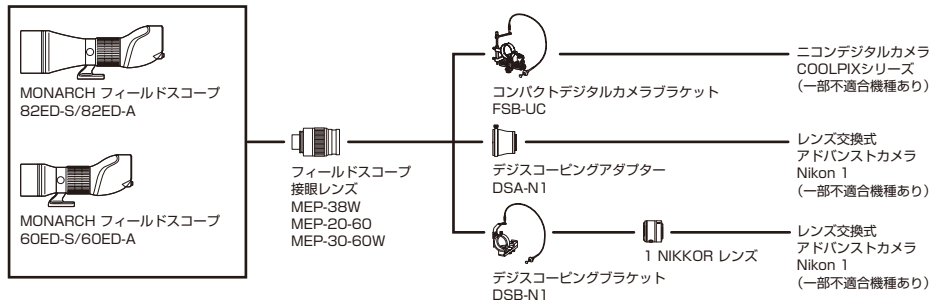 MONARCH フィールドスコープ
82ED-S/82ED-A
MONARCH フィールドスコープ
60ED-S/60ED-A
フィールドスコープ
接眼レンズ
MEP-38W
MEP-20-60
MEP-30-60W
コンパクトデジタルカメラブラケット
FSB-UC
ニコンデジタルカメラ
COOLPIXシリーズ
(一部不適合機種あり)
デジスコーピングアダプター
DSA-N1
レンズ交換式
アドバンストカメラ
Nikon 1
(一部不適合機種あり)
デジスコーピングブラケット
DSB-N1
1 NIKKOR レンズ
レンズ交換式
アドバンストカメラ
Nikon 1
(一部不適合機種あり)